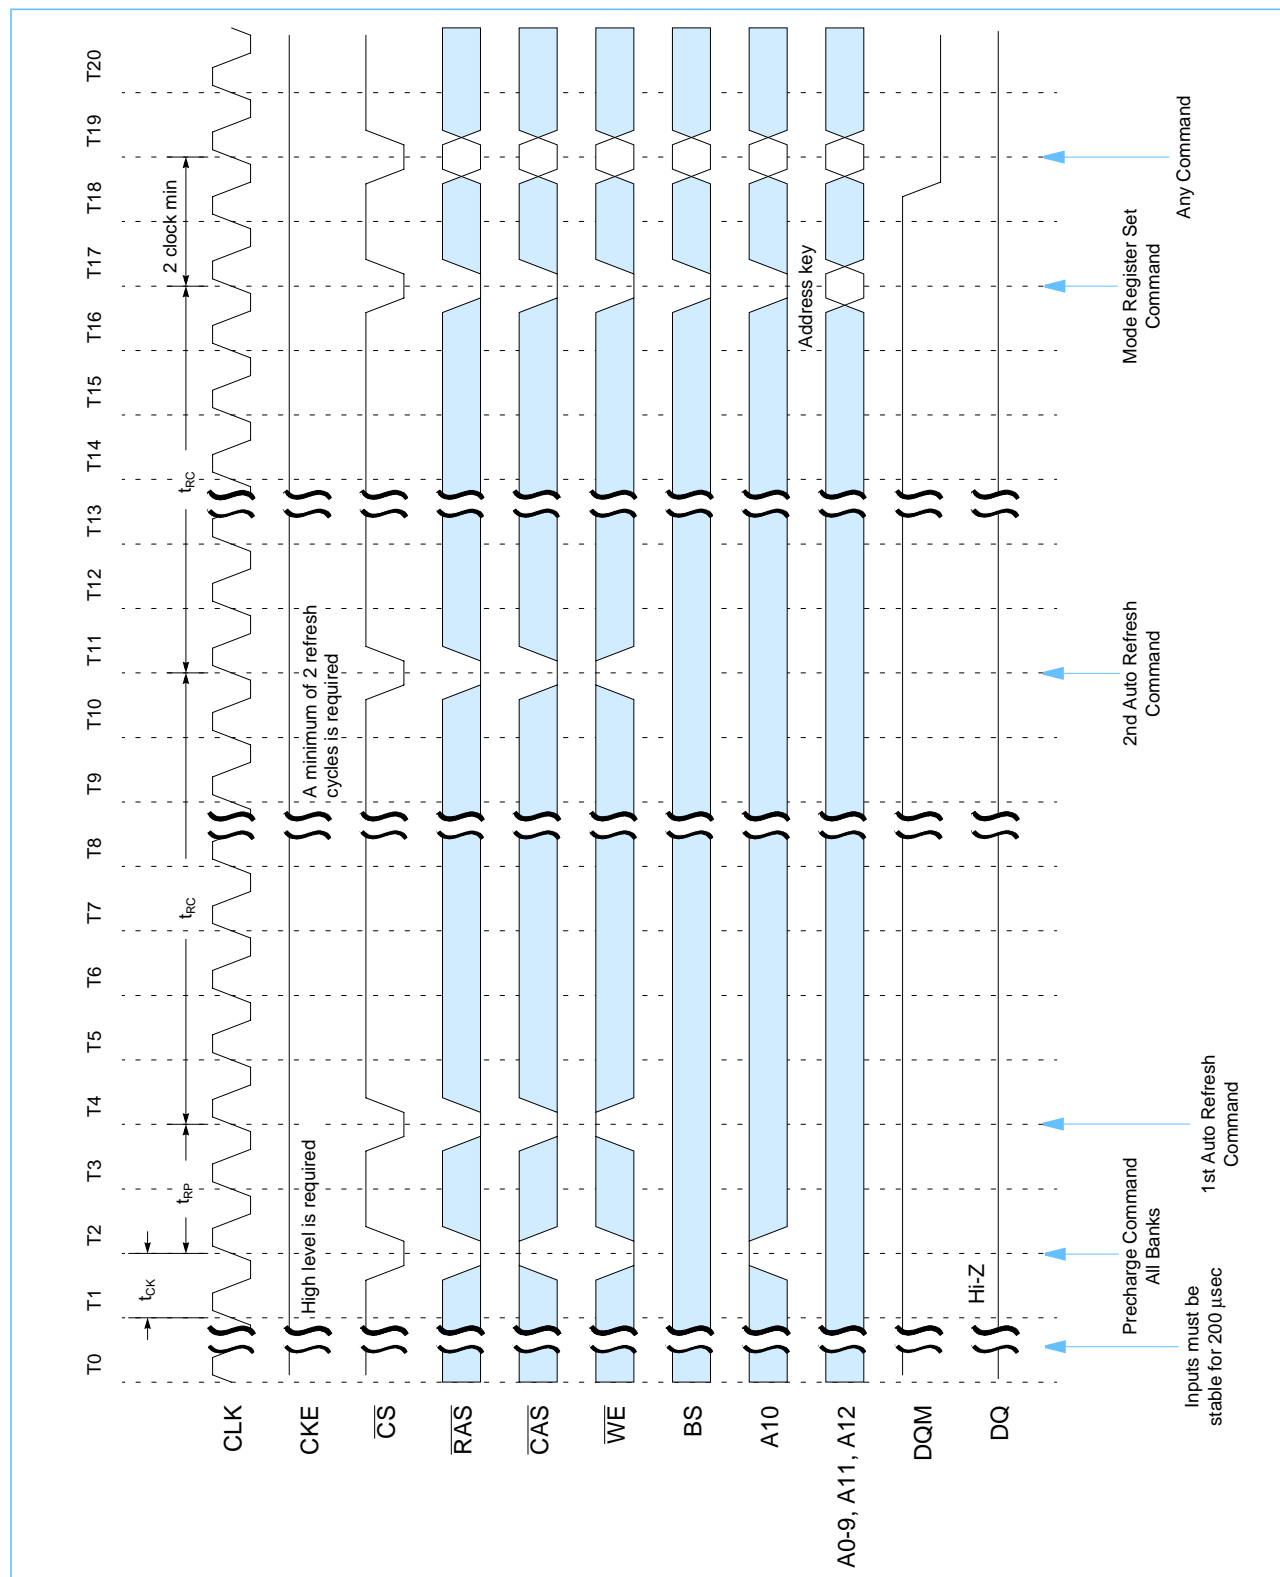 T0 T1 T2 T3 T4 T5 T6 T7 T8 T9 T10 T11 T12 T13 T14 T15 T16 T17 T18 T19 T20
tCK
tRP
tRC
tRC
2 clock min
CLK
CKE
High level is required
A minimum of 2 refresh
cycles is required
CS
RAS
CAS
WE
BS
A10
Address key
A0-9, A11, A12
DQM
DQ
Hi-Z
Inputs must be
stable for 200 μsec
Precharge Command
All Banks
1st Auto Refresh
Command
2nd Auto Refresh
Command
Mode Register Set
Command
Any Command